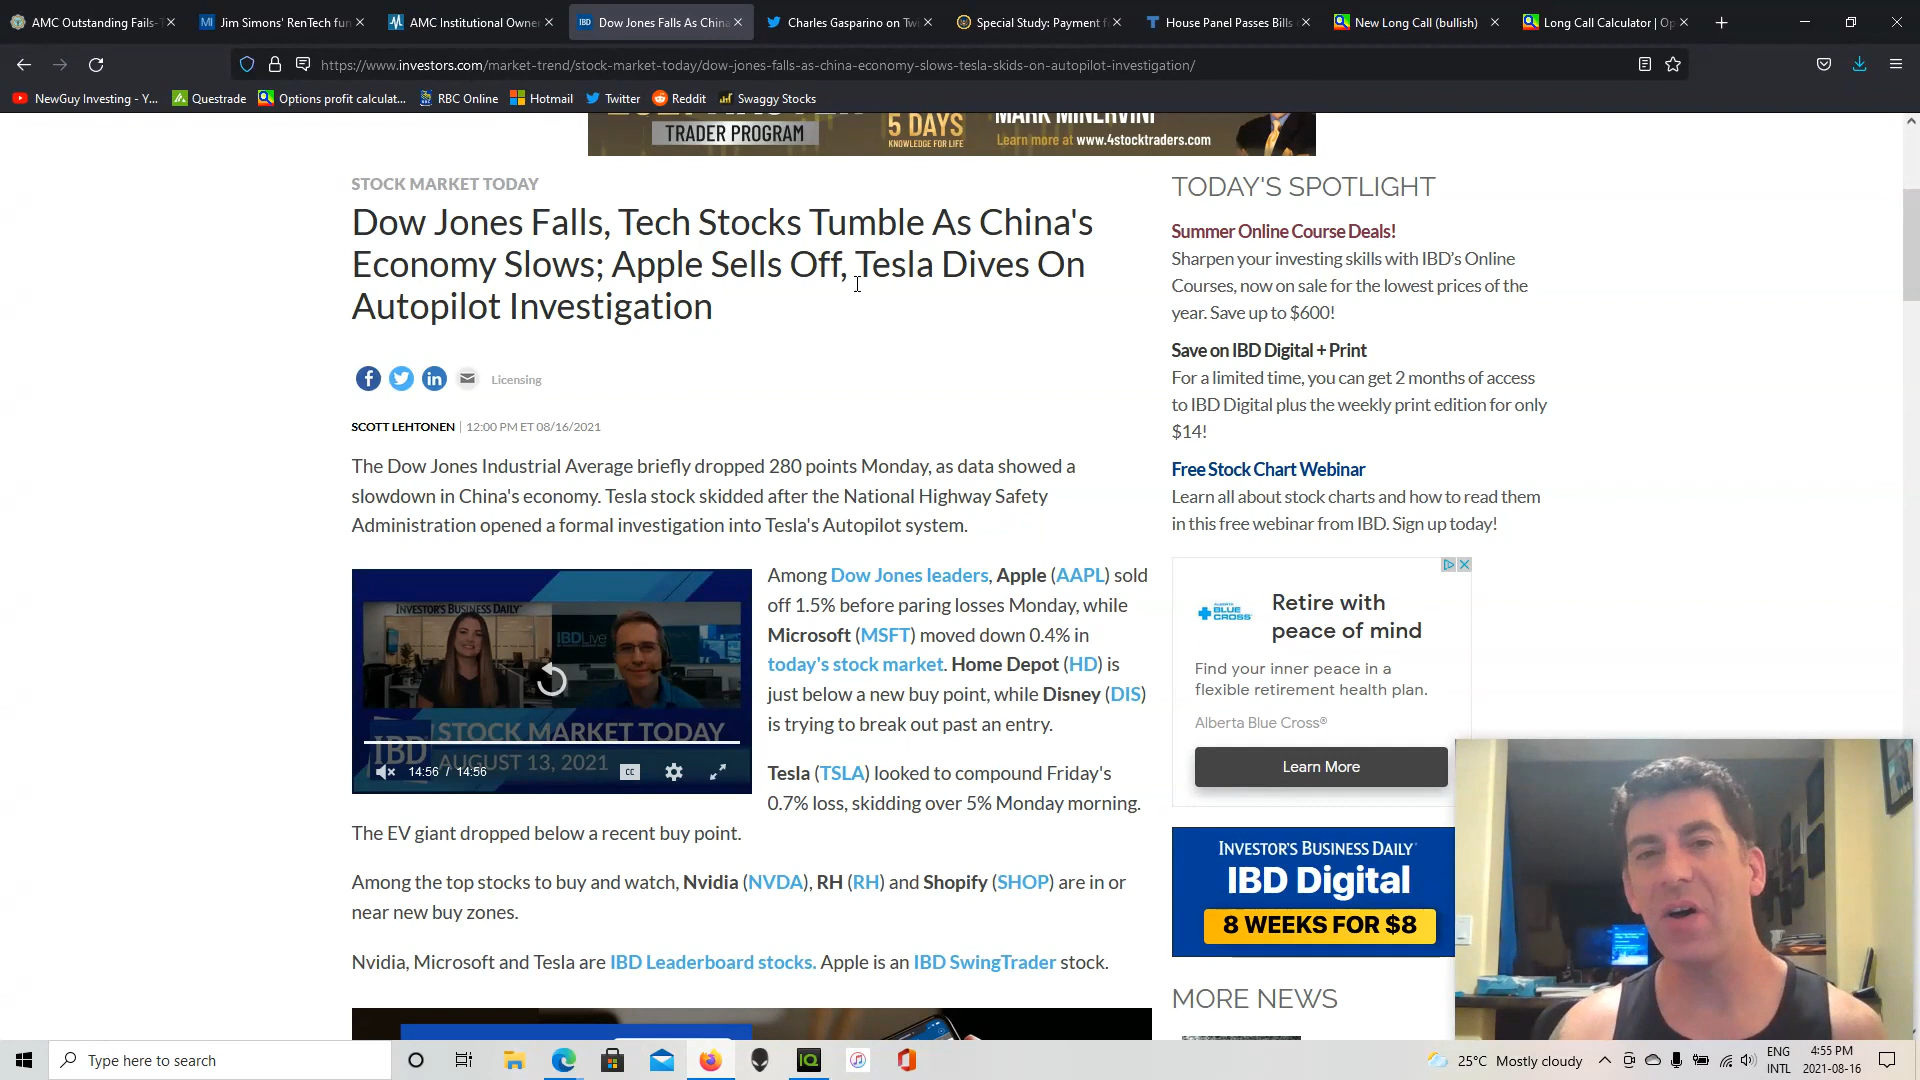 AMC Outstanding Fails-T
Jim Simons' RenTech fun
AMC Institutional Owne
Dow Jones Falls As China
Charles Gasparino on Tw
Special Study: Payment f
House Panel Passes Bills
New Long Call (bullish)
Long Call Calculator | Op
https://www.investors.com/market-trend/stock-market-today/dow-jones-falls-as-china-economy-slows-tesla-skids-on-autopilot-investigation/
NewGuy Investing - Y...
Questrade
Options profit calculat...
RBC Online
Hotmail
Twitter
Reddit
Swaggy Stocks
TRADER PROGRAM
5 DAYS
KNOWLEDGE FOR LIFE
MARK MINERVINI
Learn more at www.4stocktraders.com
STOCK MARKET TODAY
Dow Jones Falls, Tech Stocks Tumble As China's
Economy Slows; Apple Sells Off, Tesla Dives On
Autopilot Investigation
Licensing
SCOTT LEHTONEN | 12:00 PM ET 08/16/2021
The Dow Jones Industrial Average briefly dropped 280 points Monday, as data showed a
slowdown in China's economy. Tesla stock skidded after the National Highway Safety
Administration opened a formal investigation into Tesla's Autopilot system.
INVESTOR'S BUSINESS DAILY
IBDLive
IBD
STOCK MARKET TODAY
AUGUST 13, 2021
14:56 / 14:56
CC
Among Dow Jones leaders, Apple (AAPL) sold
off 1.5% before paring losses Monday, while
Microsoft (MSFT) moved down 0.4% in
today's stock market. Home Depot (HD) is
just below a new buy point, while Disney (DIS)
is trying to break out past an entry.
Tesla (TSLA) looked to compound Friday's
0.7% loss, skidding over 5% Monday morning.
The EV giant dropped below a recent buy point.
Among the top stocks to buy and watch, Nvidia (NVDA), RH (RH) and Shopify (SHOP) are in or
near new buy zones.
Nvidia, Microsoft and Tesla are IBD Leaderboard stocks. Apple is an IBD SwingTrader stock.
TODAY'S SPOTLIGHT
Summer Online Course Deals!
Sharpen your investing skills with IBD's Online
Courses, now on sale for the lowest prices of the
year. Save up to $600!
Save on IBD Digital + Print
For a limited time, you can get 2 months of access
to IBD Digital plus the weekly print edition for only
$14!
Free Stock Chart Webinar
Learn all about stock charts and how to read them
in this free webinar from IBD. Sign up today!
ALBERTA
BLUE
CROSS
Retire with
peace of mind
Find your inner peace in a
flexible retirement health plan.
Alberta Blue Cross®
Learn More
INVESTOR'S BUSINESS DAILY
IBD Digital
8 WEEKS FOR $8
MORE NEWS
Type here to search
IQ
25°C Mostly cloudy
ENG
INTL
4:55 PM
2021-08-16